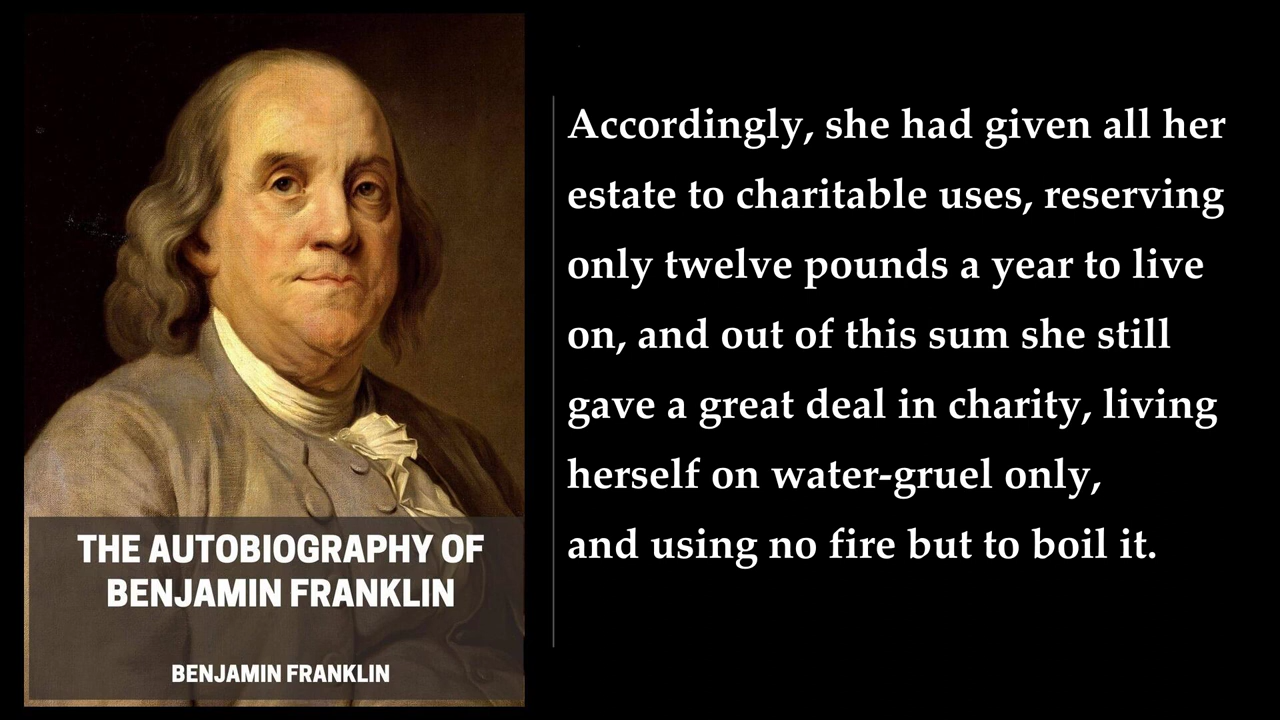 THE AUTOBIOGRAPHY OF
BENJAMIN FRANKLIN
BENJAMIN FRANKLIN
Accordingly, she had given all her
estate to charitable uses, reserving
only twelve pounds a year to live
on, and out of this sum she still
gave a great deal in charity, living
herself on water-gruel only,
and using no fire but to boil it.